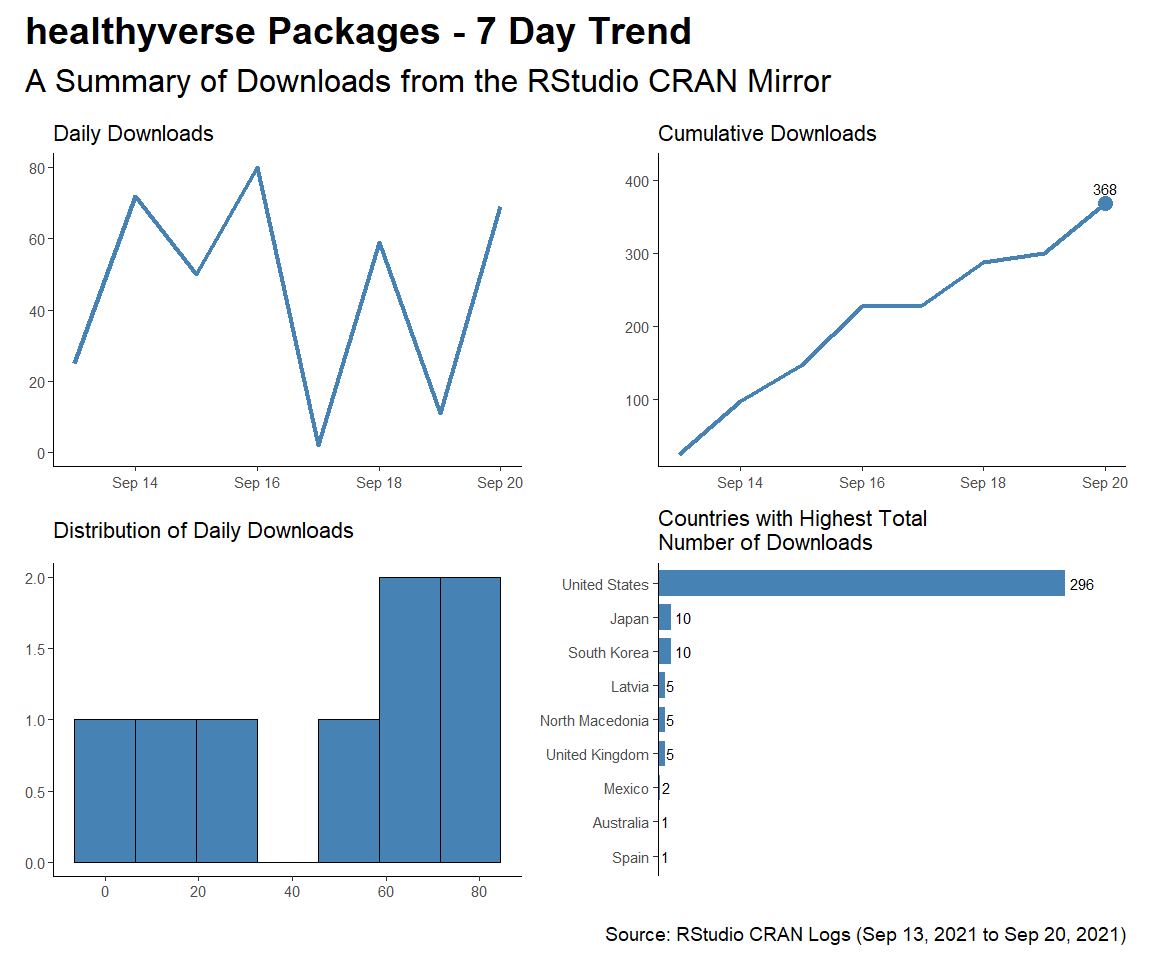 healthyverse Packages - 7 Day Trend
A Summary of Downloads from the RStudio CRAN Mirror
Daily Downloads
80
60
40
20
0
Sep 14 Sep 16 Sep 18 Sep 20
Cumulative Downloads
400
300
200
100
368
Sep 14 Sep 16 Sep 18 Sep 20
Distribution of Daily Downloads
2.0
1.5
1.0
0.5
0.0
0 20 40 60 80
Countries with Highest Total
Number of Downloads
United States 296
Japan 10
South Korea 10
Latvia 5
North Macedonia 5
United Kingdom 5
Mexico 2
Australia 1
Spain 1
Source: RStudio CRAN Logs (Sep 13, 2021 to Sep 20, 2021)